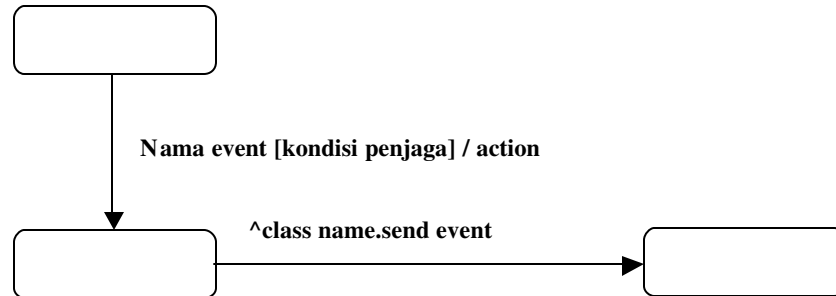 Nama event [kondisi penjaga] / action
^class name.send event